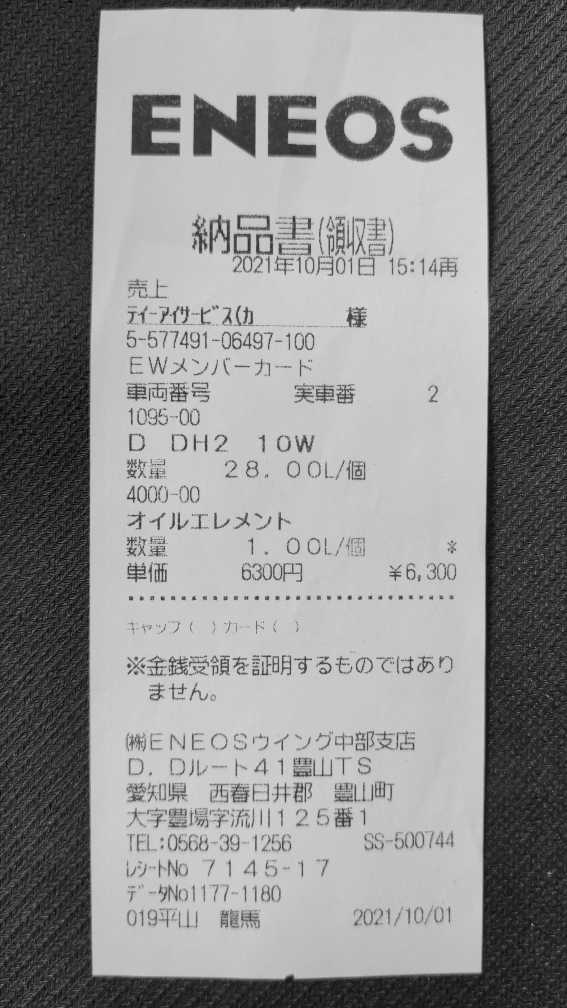 ENEOS
納品書(領収書)
2021年10月01日 15:14再
売上
ティーアイサービス(カ 様
5-577491-06497-100
EWメンバーカード
車両番号 実車番 2
1095-00
D DH2 10W
数量 28.00L/個
4000-00
オイルエレメント
数量 1.00L/個 *
単価 6300円 ¥6,300
キャップ( )カード( )
※金銭受領を証明するものではあり
ません。
㈱ENEOSウイング中部支店
D.Dルート41豊山TS
愛知県 西春日井郡 豊山町
大字豊場字流川125番1
TEL:0568-39-1256 SS-500744
レシートNo 7145-17
データNo1177-1180
019平山 龍馬 2021/10/01